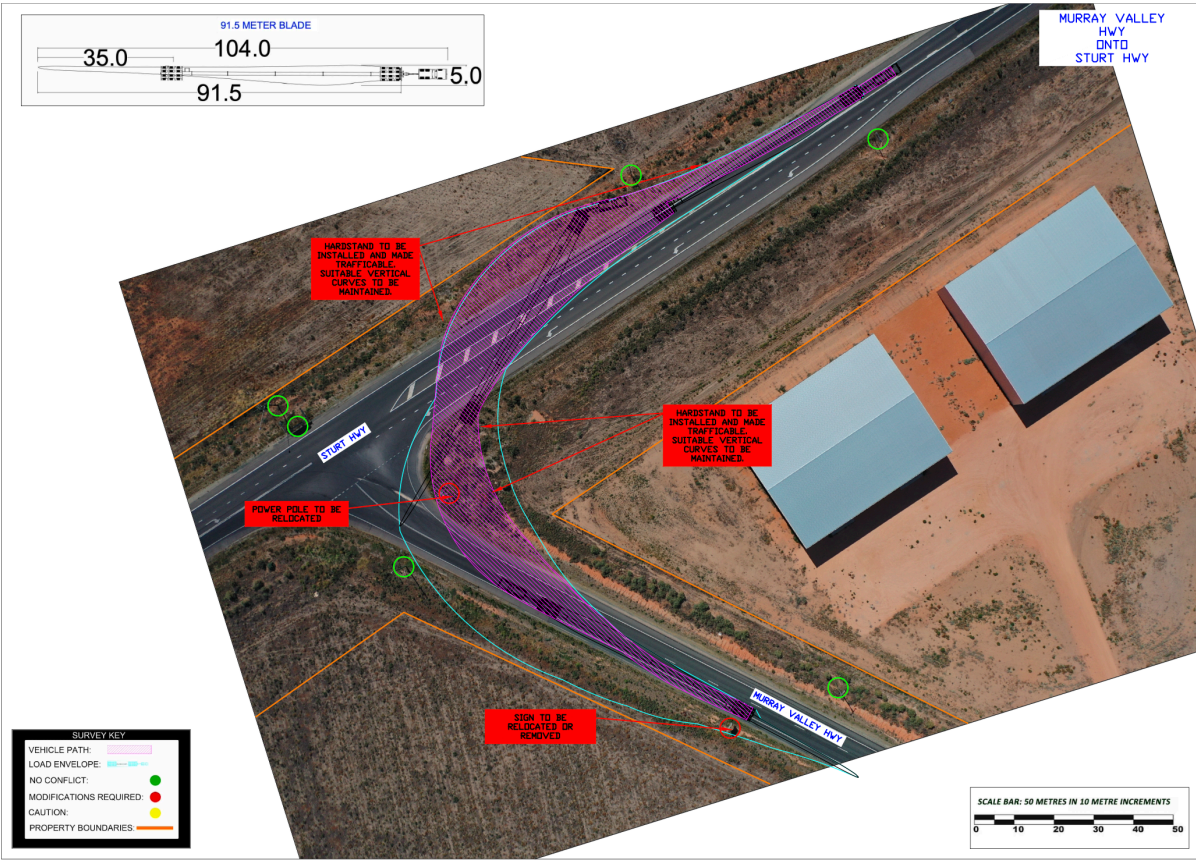 91.5 METER BLADE
104.0
35.0
5.0
91.5
MURRAY VALLEY
HWY
ONTO
STURT HWY
HARDSTAND TO BE
INSTALLED AND MADE
TRAFFICABLE.
SUITABLE VERTICAL
CURVES TO BE
MAINTAINED.
STURT HWY
HARDSTAND TO BE
INSTALLED AND MADE
TRAFFICABLE.
SUITABLE VERTICAL
CURVES TO BE
MAINTAINED.
POWER POLE TO BE
RELOCATED
SIGN TO BE
RELOCATED OR
REMOVED
MURRAY VALLEY HWY
SURVEY KEY
VEHICLE PATH:
LOAD ENVELOPE:
NO CONFLICT:
MODIFICATIONS REQUIRED:
CAUTION:
PROPERTY BOUNDARIES:
SCALE BAR: 50 METRES IN 10 METRE INCREMENTS
0 10 20 30 40 50